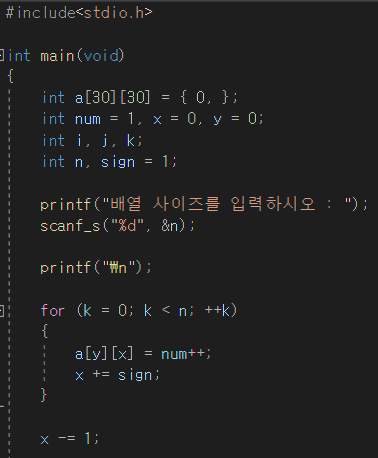 #include<stdio.h>
int main(void)
{
int a[30][30] = { 0, };
int num = 1, x = 0, y = 0;
int i, j, k;
int n, sign = 1;
printf("배열 사이즈를 입력하시오 : ");
scanf_s("%d", &n);
printf("₩n");
for (k = 0; k < n; ++k)
{
a[y][x] = num++;
x += sign;
}
x -= 1;